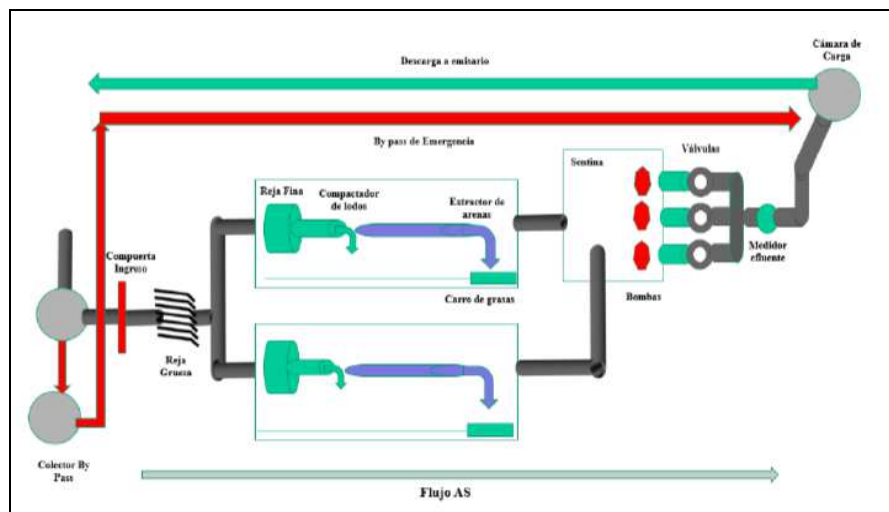 Cámara de
Carga
Descarga a emisario
By pass de Emergencia
Válvulas
Sentina
Reja Fina
Compactador
de lodos
Extractor de
arenas
Compuerta
Ingreso
Medidor
efluente
Carro de grasas
Bombas
Reja
Gruesa
Colector By
Pass
Flujo AS